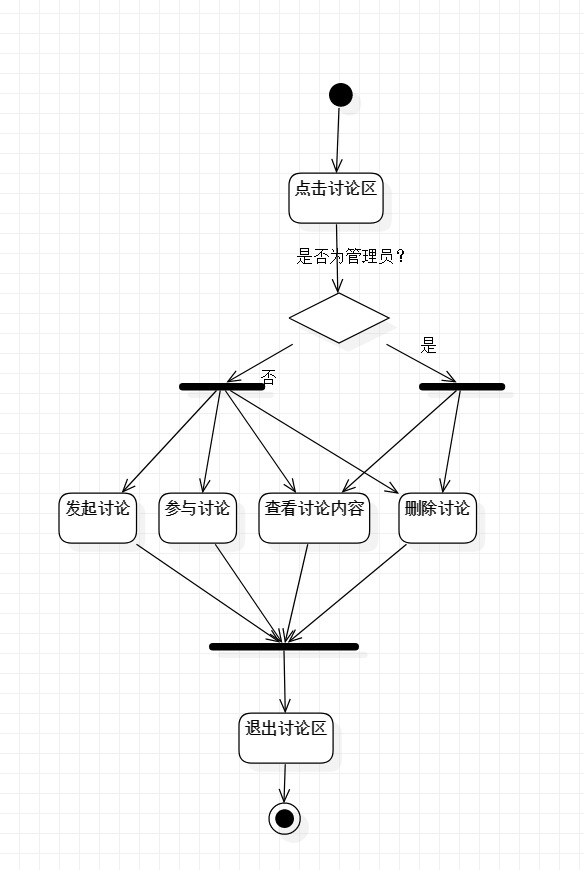 点击讨论区
是否为管理员？
是
否
发起讨论
参与讨论
查看讨论内容
删除讨论
退出讨论区